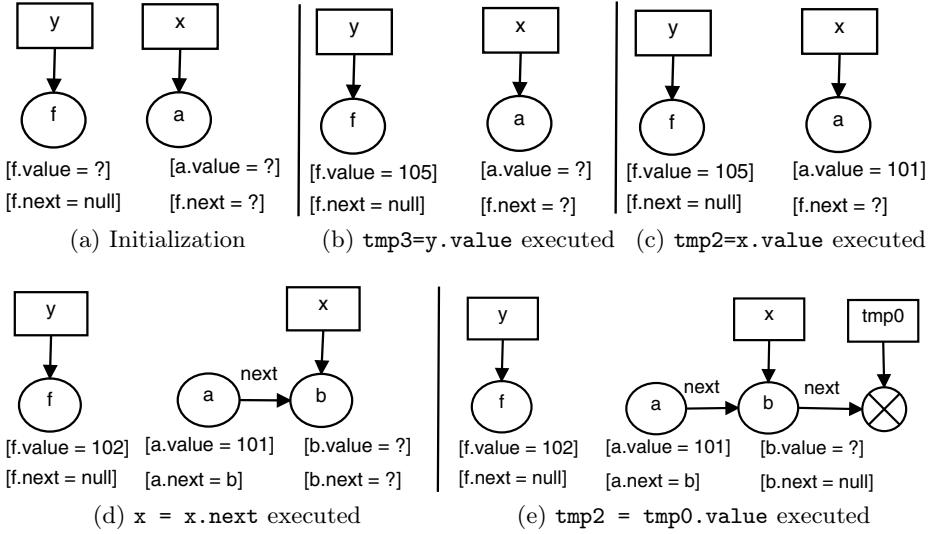 y x y x y x
f a f a f a
[f.value = ?] [a.value = ?] [f.value = 105] [a.value = ?] [f.value = 105] [a.value = 101]
[f.next = null] [f.next = ?] [f.next = null] [f.next = ?] [f.next = null] [f.next = ?]
(a) Initialization (b) tmp3=y.value executed (c) tmp2=x.value executed
y x y x tmp0
f a next b f a next b next
[f.value = 102] [a.value = 101] [b.value = ?] [f.value = 102] [a.value = 101] [b.value = ?]
[f.next = null] [a.next = b] [b.next = ?] [f.next = null] [a.next = b] [b.next = null]
(d) x = x.next executed (e) tmp2 = tmp0.value executed